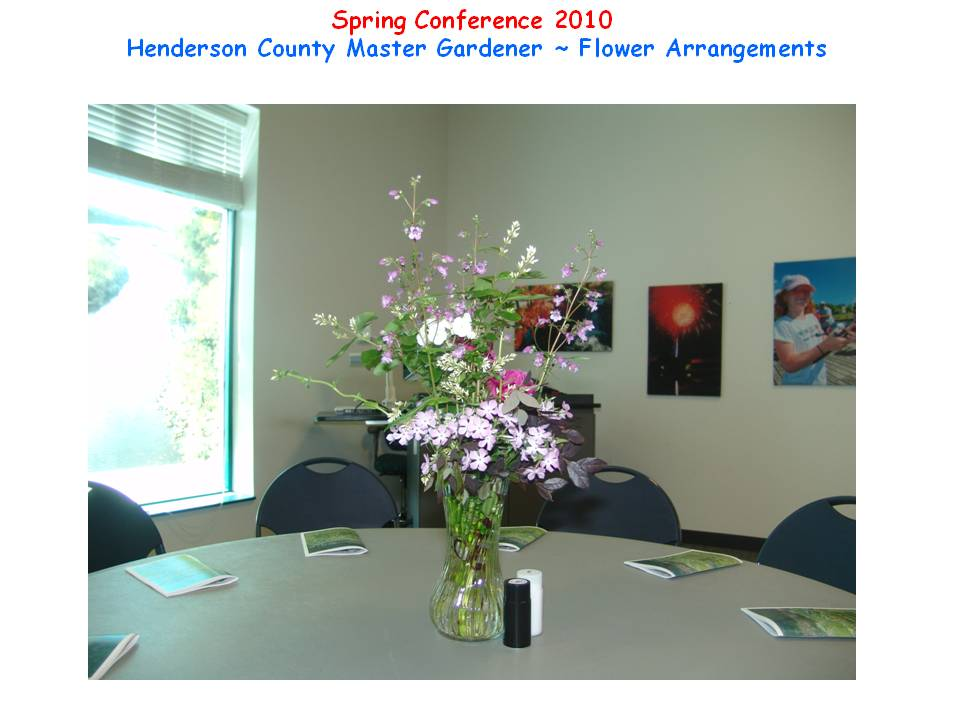 Spring Conference 2010
Henderson County Master Gardener ~ Flower Arrangements